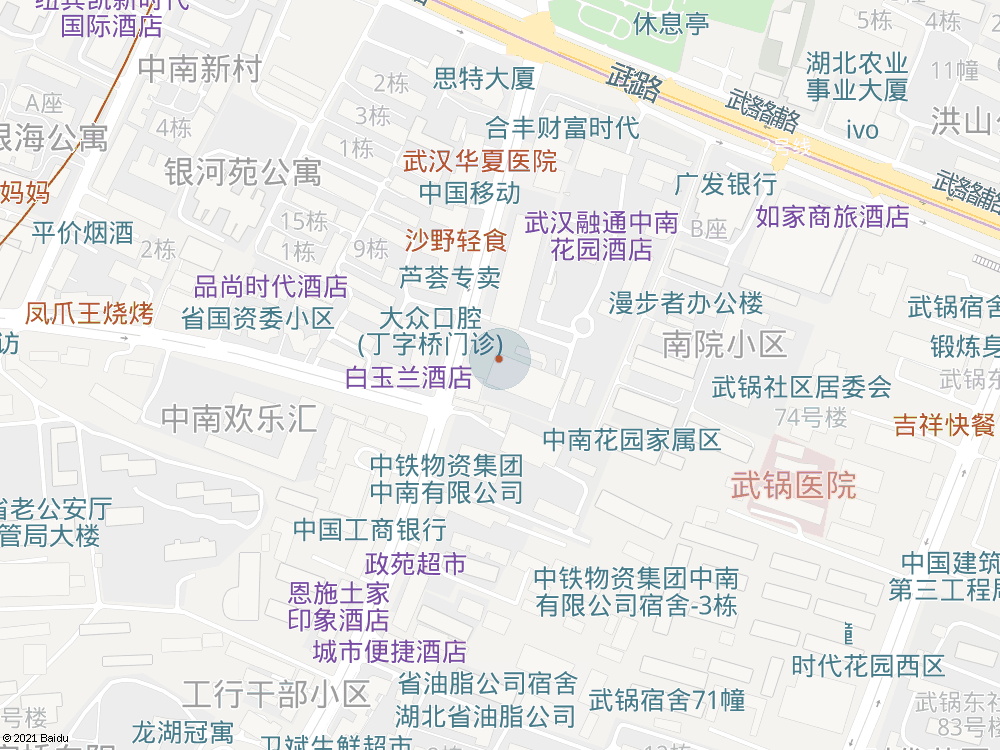 纽宾凯新时代
国际酒店
休息亭
5栋
4栋
中南新村
2栋
思特大厦
湖北农业
事业大厦
11幢
A座
3栋
4栋
1栋
合丰财富时代
ivo
洪山
银海公寓
银河苑公寓
武汉华夏医院
2号线
中国移动
广发银行
妈妈
平价烟酒
15栋
1栋
2栋
9栋
沙野轻食
武汉融通中南
花园酒店
B座
如家商旅酒店
品尚时代酒店
芦荟专卖
凤爪王烧烤
省国资委小区
大众口腔
(丁字桥门诊)
漫步者办公楼
武锅宿舍
访
南院小区
锻炼身
白玉兰酒店
武锅社区居委会
武锅东
74号楼
中南欢乐汇
吉祥快餐
中南花园家属区
中铁物资集团
中南有限公司
武锅医院
省老公安厅
管局大楼
中国工商银行
政苑超市
中国建筑
第三工程局
恩施土家
印象酒店
中铁物资集团中南
有限公司宿舍-3栋
城市便捷酒店
幢
时代花园西区
工行干部小区
省油脂公司宿舍
武锅宿舍71幢
武锅东社
号楼
龙湖冠寓
湖北省油脂公司
83号楼
卫斌生鲜超市
© 2021 Baidu